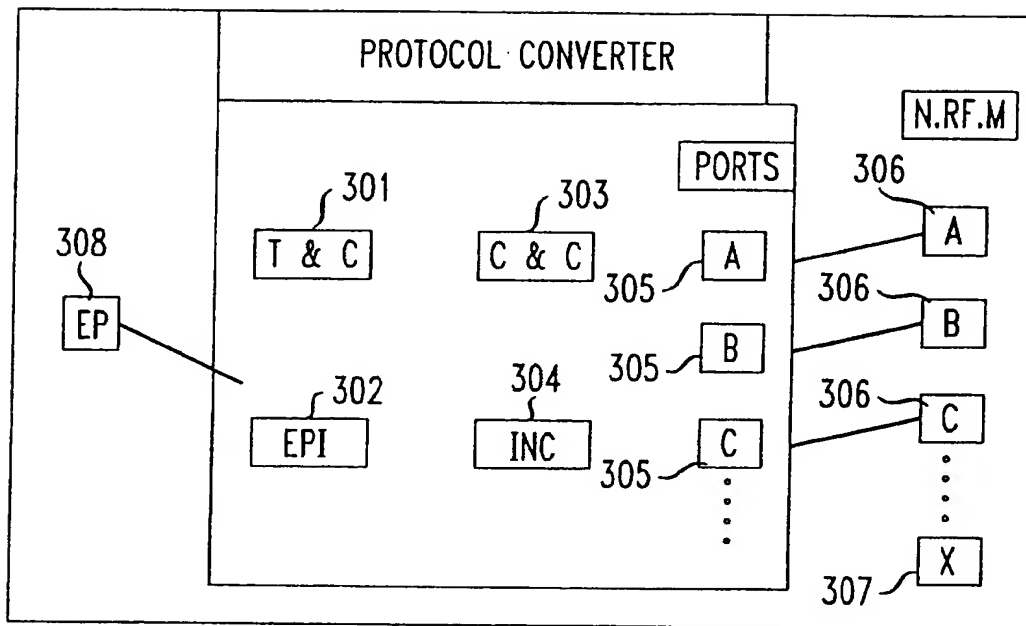 PROTOCOL CONVERTER
N.RF.M
PORTS
301
303
306
T & C
C & C
A
A
308
305
306
EP
B
B
305
302
304
306
EPI
INC
C
C
305
X
307